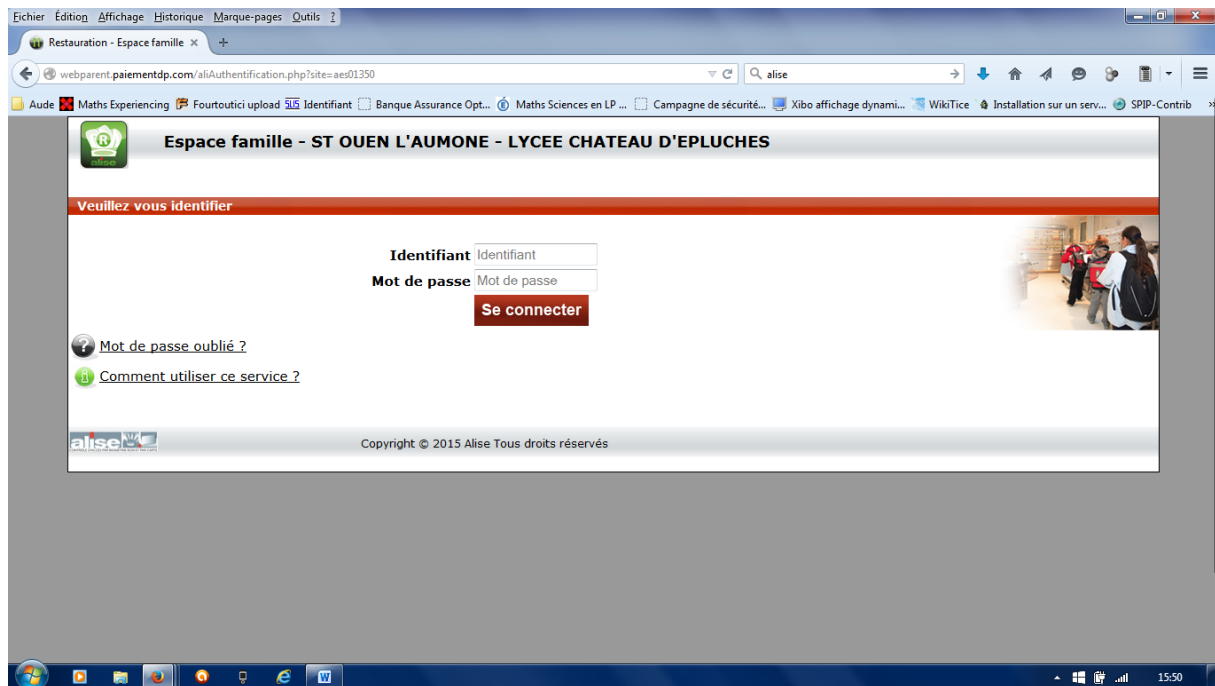 Fichier Édition Affichage Historique Marque-pages Outils ?
Restauration - Espace famille × +
webparent.paiementdp.com/aliAuthentification.php?site=aes01350 alise
Aude Maths Experiencing Fourtoutici upload SUS Identifiant Banque Assurance Opt... Maths Sciences en LP ... Campagne de sécurité... Xibo affichage dynami... WikiTice Installation sur un serv... SPIP-Contrib »
R
alise
Espace famille - ST OUEN L'AUMONE - LYCEE CHATEAU D'EPLUCHES
Veuillez vous identifier
Identifiant Identifiant
Mot de passe Mot de passe
Se connecter
? Mot de passe oublié ?
i Comment utiliser ce service ?
alise
Copyright © 2015 Alise Tous droits réservés
15:50